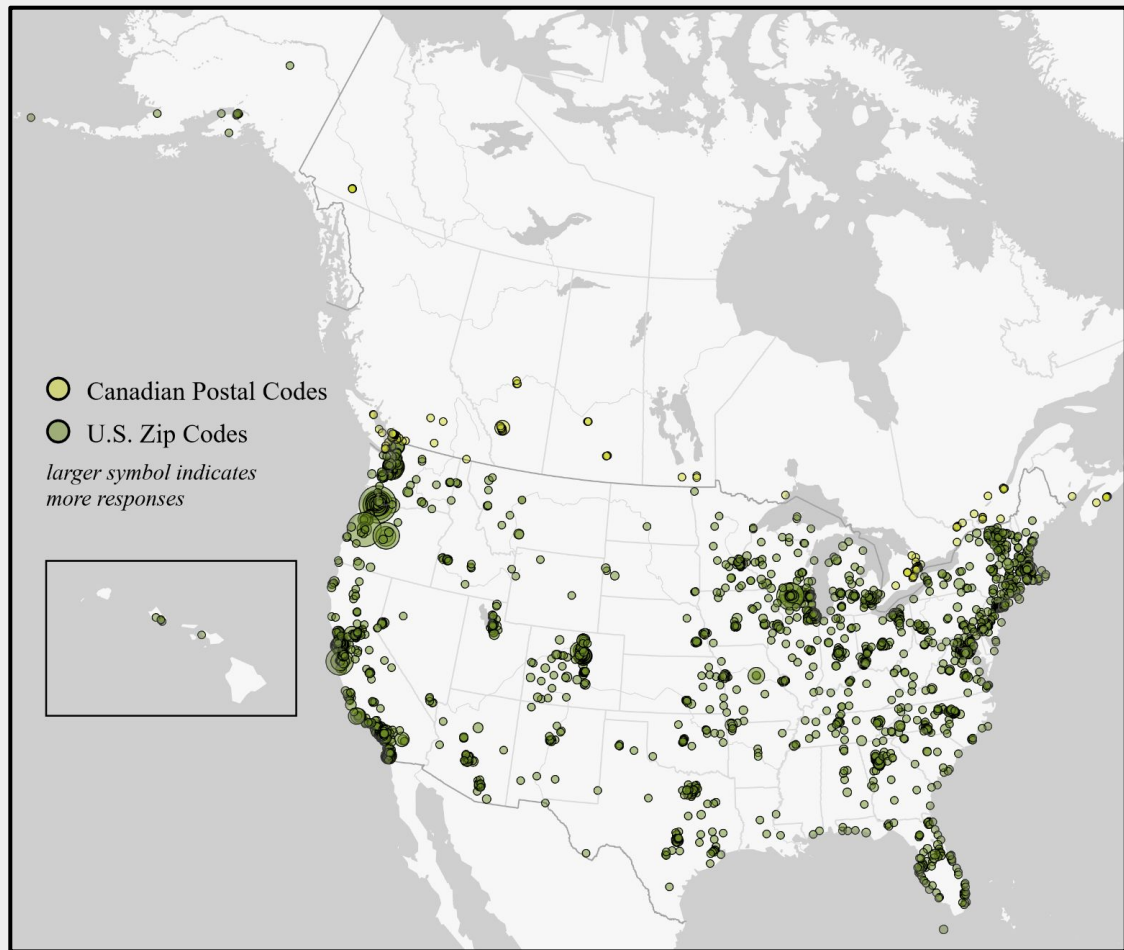 Canadian Postal Codes
U.S. Zip Codes
larger symbol indicates
more responses